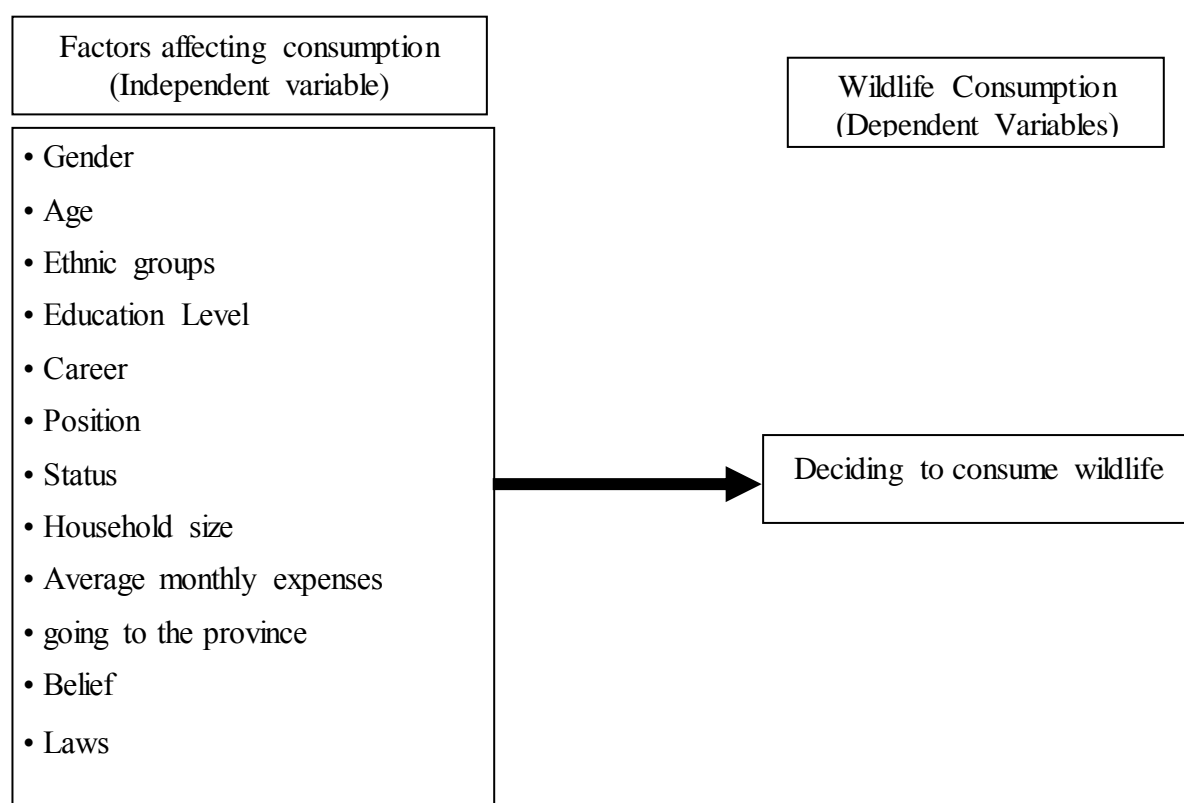 Factors affecting consumption
(Independent variable)
Wildlife Consumption
(Dependent Variables)
• Gender
• Age
• Ethnic groups
• Education Level
• Career
• Position
• Status
• Household size
• Average monthly expenses
• going to the province
• Belief
• Laws
Deciding to consume wildlife